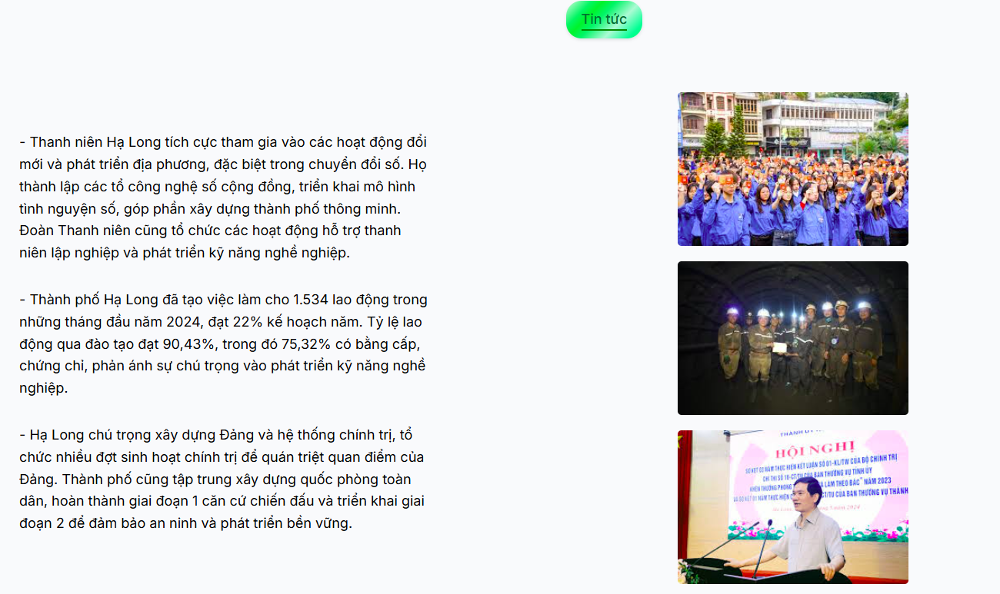 Tin tức
- Thanh niên Hạ Long tích cực tham gia vào các hoạt động đổi
mới và phát triển địa phương, đặc biệt trong chuyển đổi số. Họ
thành lập các tổ công nghệ số cộng đồng, triển khai mô hình
tình nguyện số, góp phần xây dựng thành phố thông minh.
Đoàn Thanh niên cũng tổ chức các hoạt động hỗ trợ thanh
niên lập nghiệp và phát triển kỹ năng nghề nghiệp.
- Thành phố Hạ Long đã tạo việc làm cho 1.534 lao động trong
những tháng đầu năm 2024, đạt 22% kế hoạch năm. Tỷ lệ lao
động qua đào tạo đạt 90,43%, trong đó 75,32% có bằng cấp,
chứng chỉ, phản ánh sự chú trọng vào phát triển kỹ năng nghề
nghiệp.
- Hạ Long chú trọng xây dựng Đảng và hệ thống chính trị, tổ
chức nhiều đợt sinh hoạt chính trị để quán triệt quan điểm của
Đảng. Thành phố cũng tập trung xây dựng quốc phòng toàn
dân, hoàn thành giai đoạn 1 căn cứ chiến đấu và triển khai giai
đoạn 2 để đảm bảo an ninh và phát triển bền vững.
HỘI NGHỊ
SƠ KẾT 03 NĂM THỰC HIỆN KẾT LUẬN SỐ 01-KL/TW CỦA BỘ CHÍNH TRỊ
CHỈ THỊ SỐ 16-CT/TU CỦA BAN THƯỜNG VỤ TỈNH ỦY
KHEN THƯỞNG PHONG LÀM THEO BÁC" NĂM 2023
VÀ SƠ KẾT 01 NĂM THỰC HIỆN CT/TU CỦA BAN THƯỜNG VỤ THÀNH